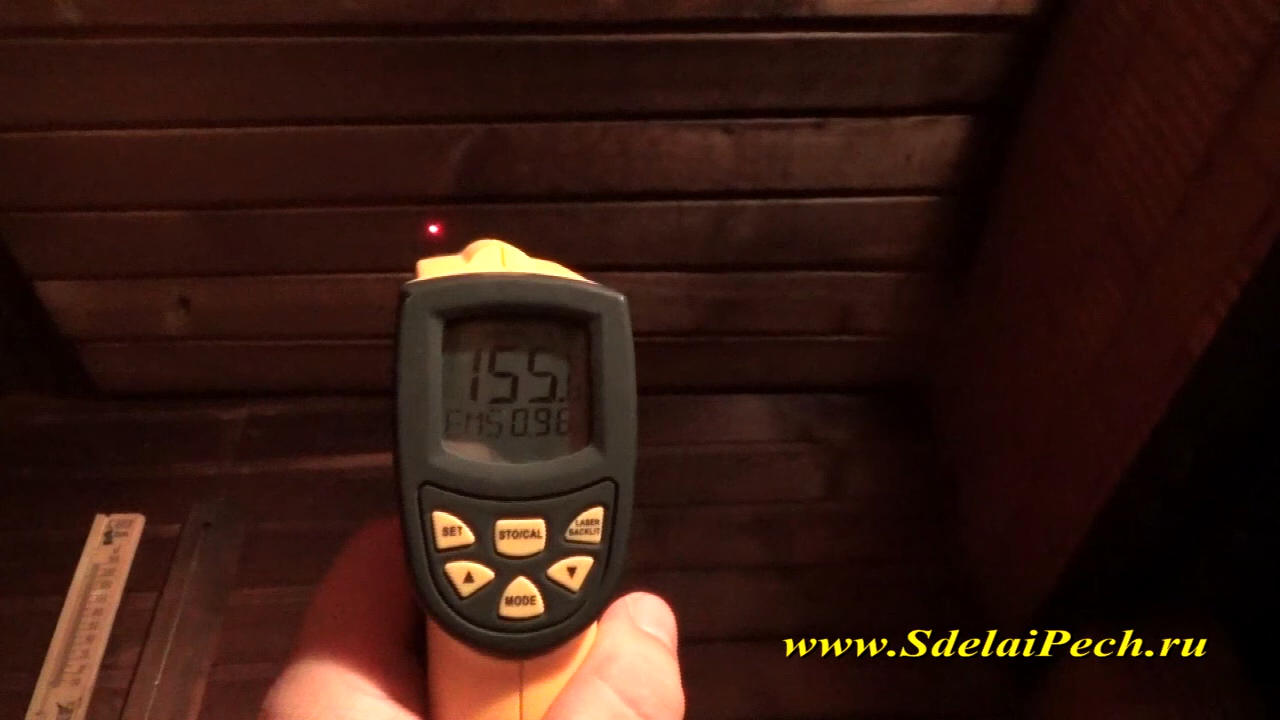 155.
EMS 0.98
SET
STO/CAL
LASER
BACKLIT
▲
▼
MODE
www.SdelaiPech.ru